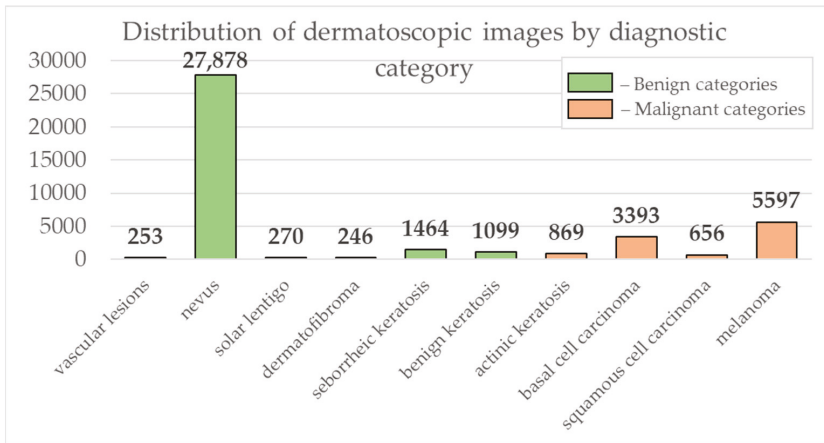 Distribution of dermatoscopic images by diagnostic
category
– Benign categories
– Malignant categories
30000
25000
20000
15000
10000
5000
0
253
27,878
270
246
1464
1099
869
3393
656
5597
vascular lesions
nevus
solar lentigo
dermatofibroma
seborrheic keratosis
benign keratosis
actinic keratosis
basal cell carcinoma
squamous cell carcinoma
melanoma